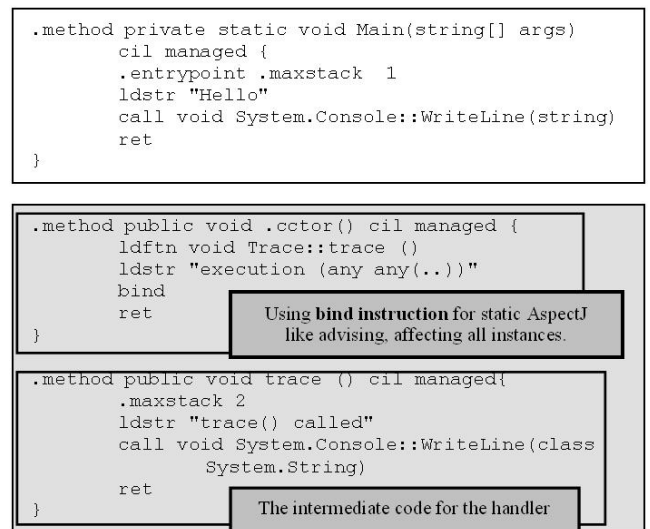 .method private static void Main(string[] args)
cil managed {
.entrypoint .maxstack  1
ldstr "Hello"
call void System.Console::WriteLine(string)
ret
}
.method public void .cctor() cil managed {
ldftn void Trace::trace ()
ldstr "execution (any any(..))"
bind
ret
}
Using bind instruction for static AspectJ
like advising, affecting all instances.
.method public void trace () cil managed{
.maxstack 2
ldstr "trace() called"
call void System.Console::WriteLine(class
System.String)
ret
}
The intermediate code for the handler